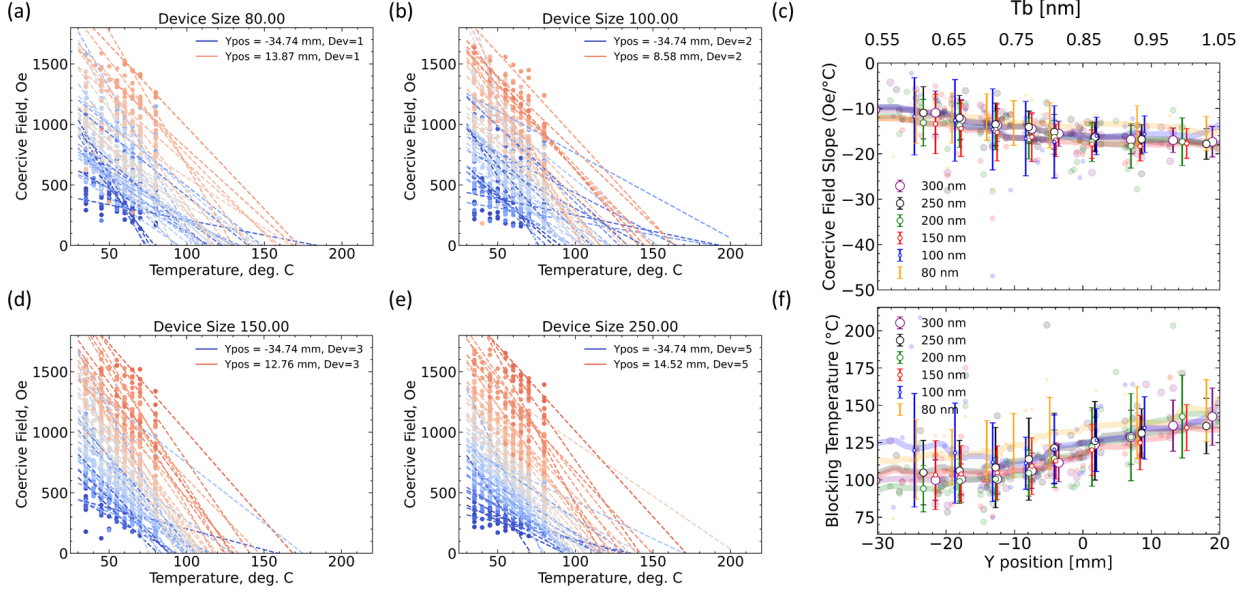 (a)
Device Size 80.00
Ypos = -34.74 mm, Dev=1
Ypos = 13.87 mm, Dev=1
Coercive Field, Oe
1500
1000
500
0
50
100
150
200
Temperature, deg. C
(b)
Device Size 100.00
Ypos = -34.74 mm, Dev=2
Ypos = 8.58 mm, Dev=2
Coercive Field, Oe
1500
1000
500
0
50
100
150
200
Temperature, deg. C
(c)
Tb [nm]
0.55
0.65
0.75
0.85
0.95
1.05
Coercive Field Slope (Oe/°C)
0
−10
−20
−30
−40
−50
300 nm
250 nm
200 nm
150 nm
100 nm
80 nm
(d)
Device Size 150.00
Ypos = -34.74 mm, Dev=3
Ypos = 12.76 mm, Dev=3
Coercive Field, Oe
1500
1000
500
0
50
100
150
200
Temperature, deg. C
(e)
Device Size 250.00
Ypos = -34.74 mm, Dev=5
Ypos = 14.52 mm, Dev=5
Coercive Field, Oe
1500
1000
500
0
50
100
150
200
Temperature, deg. C
(f)
Blocking Temperature (°C)
200
175
150
125
100
75
300 nm
250 nm
200 nm
150 nm
100 nm
80 nm
−30
−20
−10
0
10
20
Y position [mm]